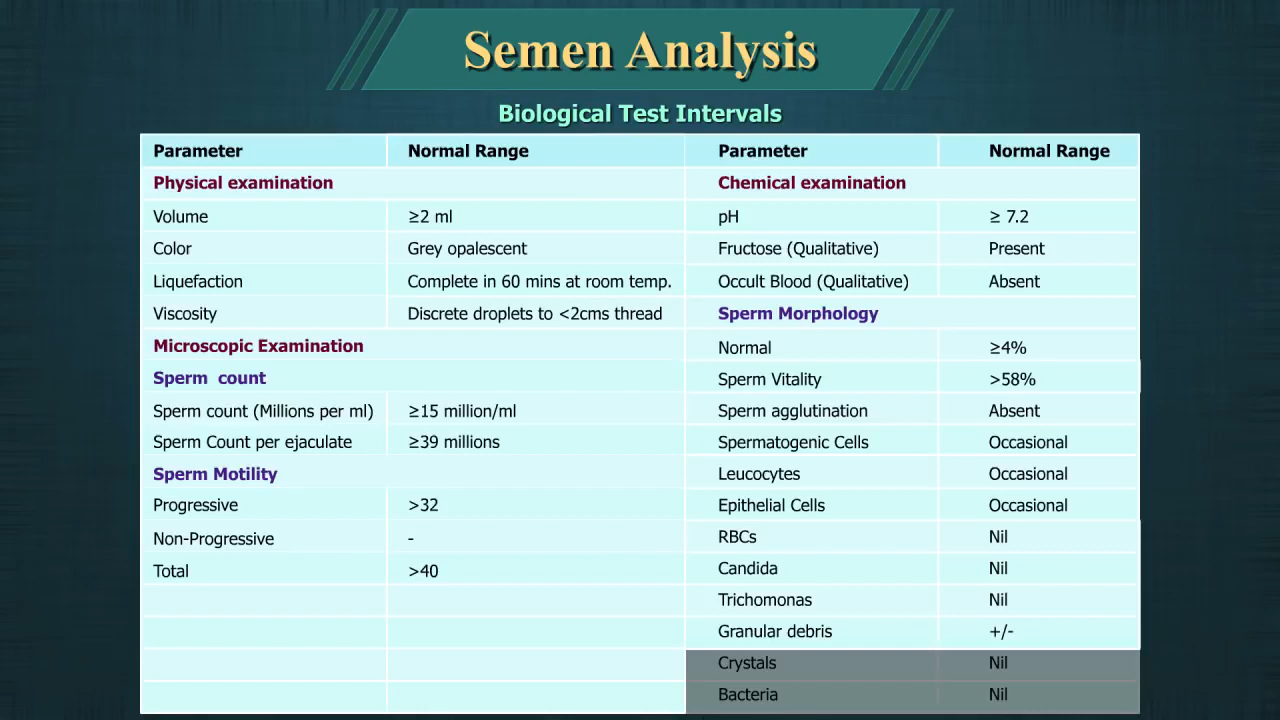 Semen Analysis
Biological Test Intervals
Parameter Normal Range Parameter Normal Range
Physical examination Chemical examination
Volume ≥2 ml pH ≥ 7.2
Color Grey opalescent Fructose (Qualitative) Present
Liquefaction Complete in 60 mins at room temp. Occult Blood (Qualitative) Absent
Viscosity Discrete droplets to <2cms thread Sperm Morphology
Microscopic Examination Normal ≥4%
Sperm count Sperm Vitality >58%
Sperm count (Millions per ml) ≥15 million/ml Sperm agglutination Absent
Sperm Count per ejaculate ≥39 millions Spermatogenic Cells Occasional
Sperm Motility Leucocytes Occasional
Progressive >32 Epithelial Cells Occasional
Non-Progressive - RBCs Nil
Total >40 Candida Nil
Trichomonas Nil
Granular debris +/-
Crystals Nil
Bacteria Nil